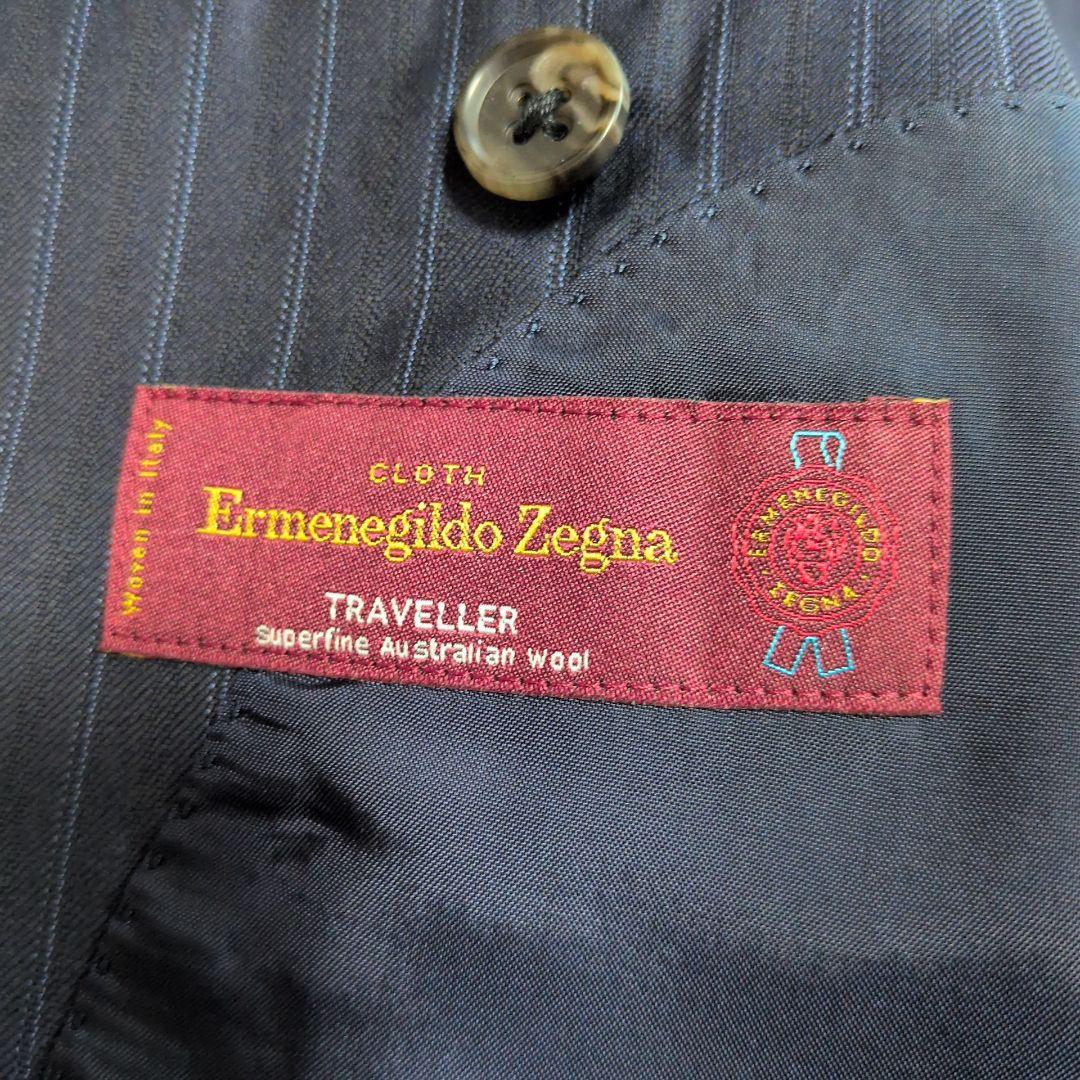 Woven in Italy
CLOTH
Ermenegildo Zegna
TRAVELLER
superfine Australian wool
ERMENEGILDO
ZEGNA